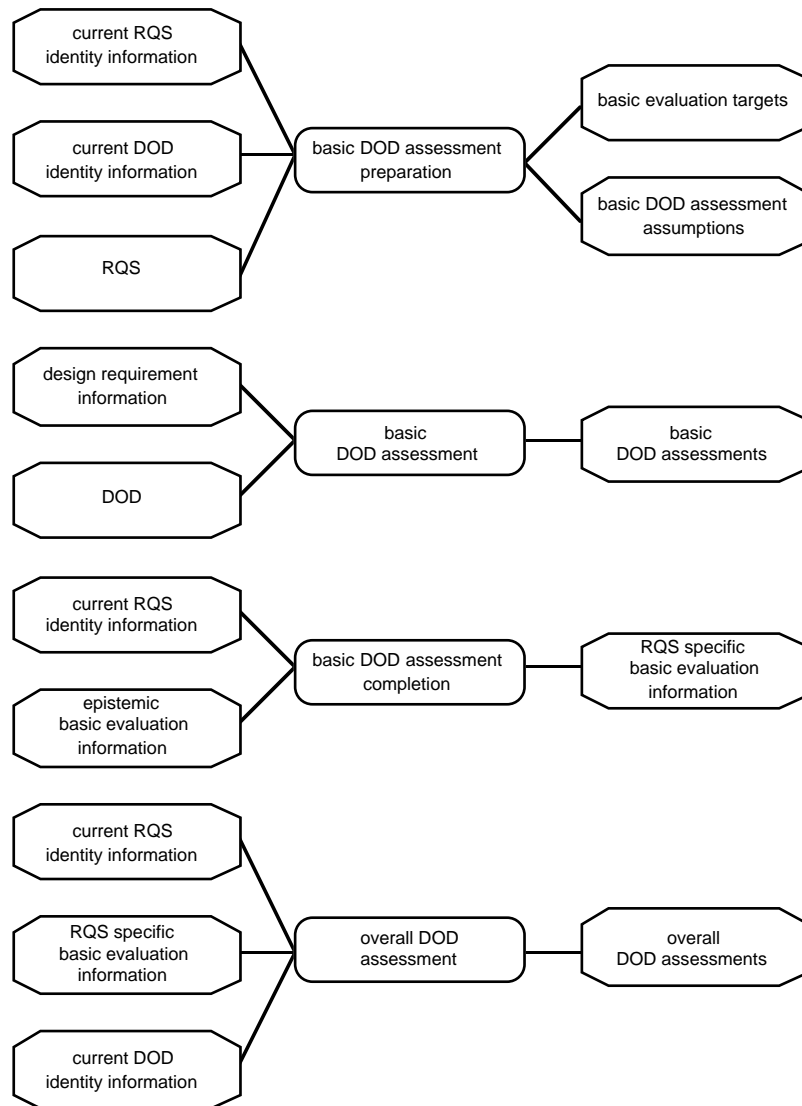 current RQS
identity information
current DOD
identity information
RQS
basic DOD assessment
preparation
basic evaluation targets
basic DOD assessment
assumptions
design requirement
information
DOD
basic
DOD assessment
basic
DOD assessments
current RQS
identity information
epistemic
basic evaluation
information
basic DOD assessment
completion
RQS specific
basic evaluation
information
current RQS
identity information
RQS specific
basic evaluation
information
current DOD
identity information
overall DOD
assessment
overall
DOD assessments